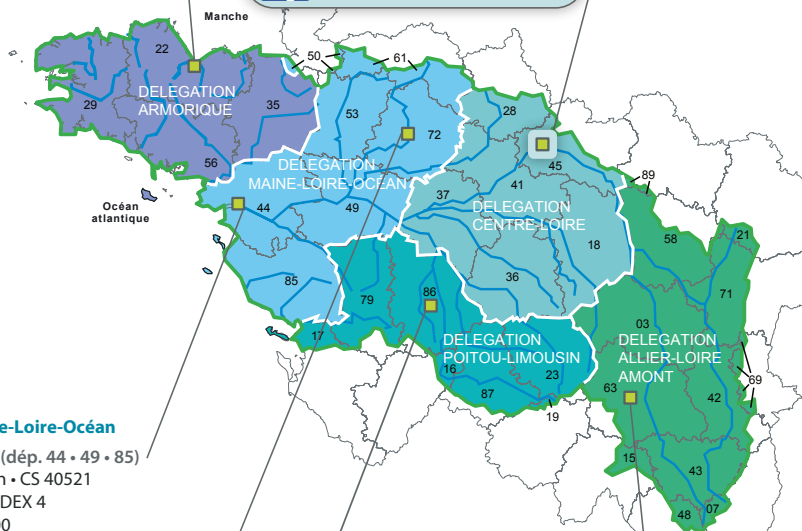 Manche
50
61
22
DELEGATION
ARMORIQUE
29
35
53
72
28
56
45
89
DELEGATION
MAINE-LOIRE-OCÉAN
41
37
Océan
atlantique
44
49
DELEGATION
CENTRE-LOIRE
58
21
18
85
36
79
86
71
17
03
DELEGATION
POITOU-LIMOUSIN
DELEGATION
ALLIER-LOIRE
AMONT
16
23
87
63
69
42
19
15
43
48
07
e-Loire-Océan
(dép. 44 • 49 • 85)
n • CS 40521
DEX 4
0